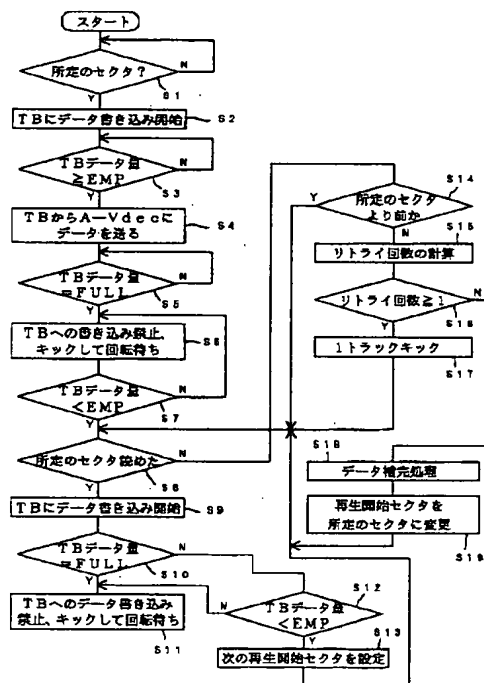 スタート
所定のセクタ?
N
Y
S1
TBにデータ書き込み開始
S2
TBデータ量
≧EMP
N
Y
S3
TBからA-Vdecに
データを送る
S4
TBデータ量
=FULL
N
Y
S5
TBへの書き込み禁止、
キックして回転待ち
S6
TBデータ量
<EMP
N
Y
S7
所定のセクタ読めた
N
Y
S8
TBにデータ書き込み開始
S9
TBデータ量
=FULL
N
Y
S10
TBへのデータ書き込み
禁止、キックして回転待ち
S11
TBデータ量
<EMP
N
Y
S12
次の再生開始セクタを設定
S13
所定のセクタ
より前か
Y
N
S14
リトライ回数の計算
S15
リトライ回数≧1
N
Y
S16
1トラックキック
S17
データ補完処理
S18
再生開始セクタを
所定のセクタに変更
S19